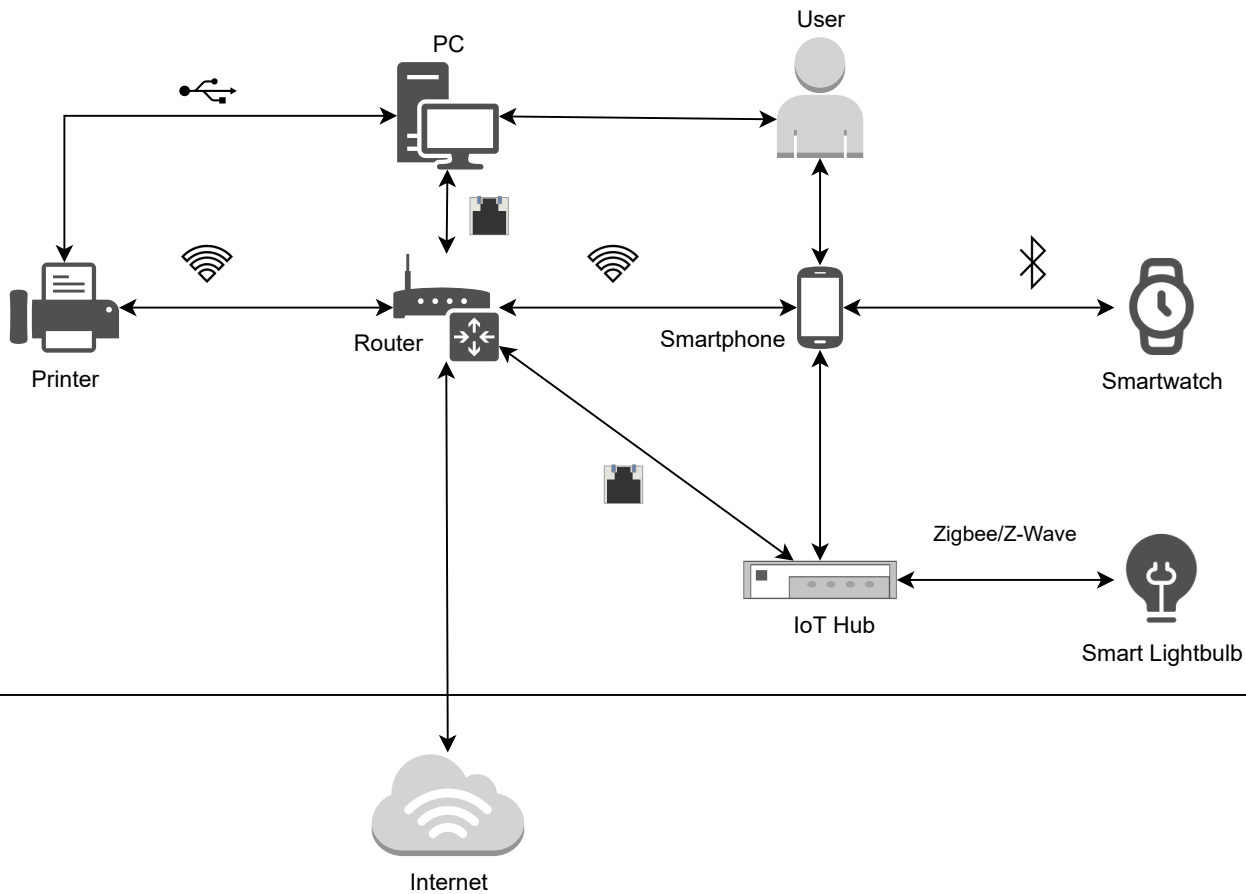 User
PC
Router
Smartphone
Printer
Smartwatch
Zigbee/Z-Wave
IoT Hub
Smart Lightbulb
Internet